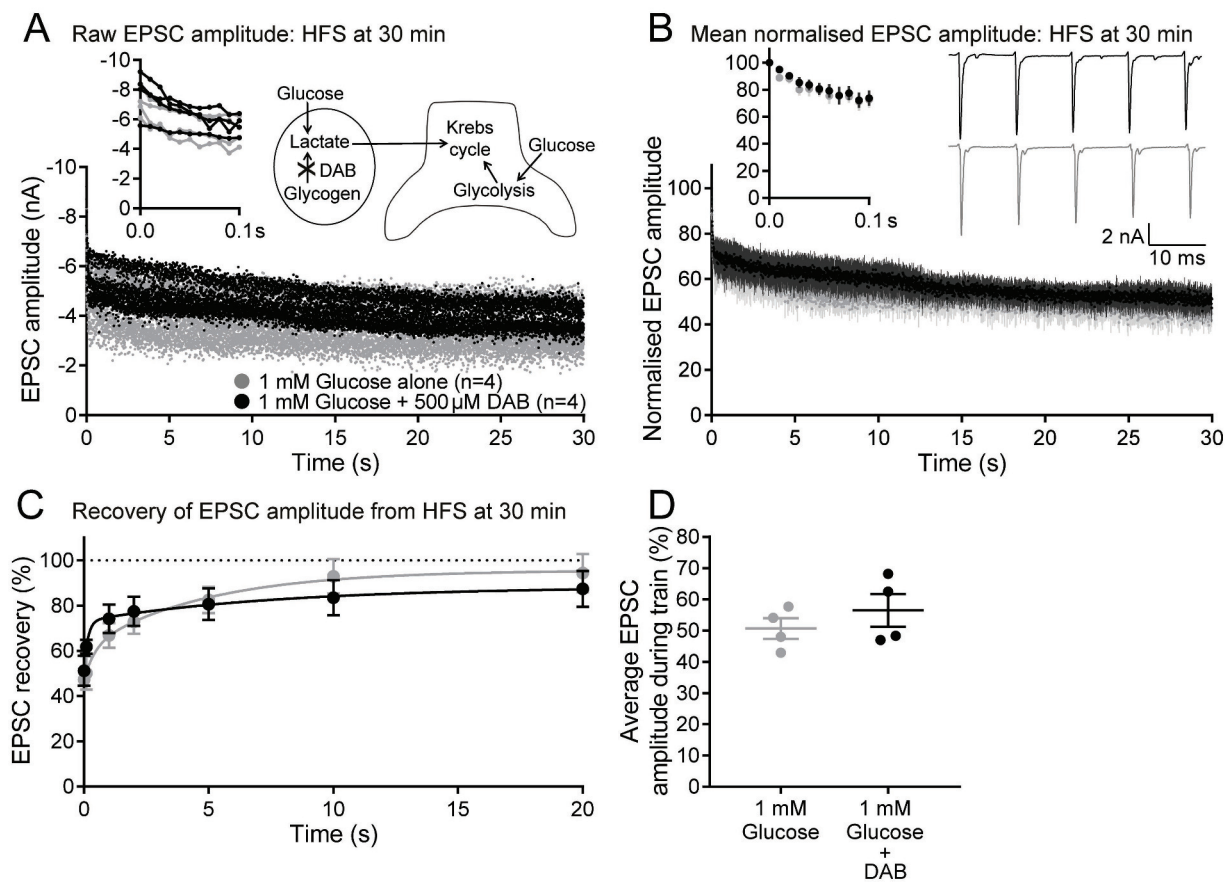 A Raw EPSC amplitude: HFS at 30 min
-10
-8
-6
-4
-2
0
0.0
0.1 s
Glucose
Lactate
DAB
Glycogen
Krebs
cycle
Glucose
Glycolysis
EPSC amplitude (nA)
-10
-8
-6
-4
-2
0
1 mM Glucose alone (n=4)
1 mM Glucose + 500 µM DAB (n=4)
0
5
10
15
20
25
30
Time (s)
B Mean normalised EPSC amplitude: HFS at 30 min
100
80
60
40
20
0
0.0
0.1 s
2 nA
10 ms
Normalised EPSC amplitude
100
80
60
40
20
0
0
5
10
15
20
25
30
Time (s)
C Recovery of EPSC amplitude from HFS at 30 min
EPSC recovery (%)
100
80
60
40
20
0
0
5
10
15
20
Time (s)
D
Average EPSC
amplitude during train (%)
80
70
60
50
40
30
20
10
0
1 mM
Glucose
1 mM
Glucose
+
DAB